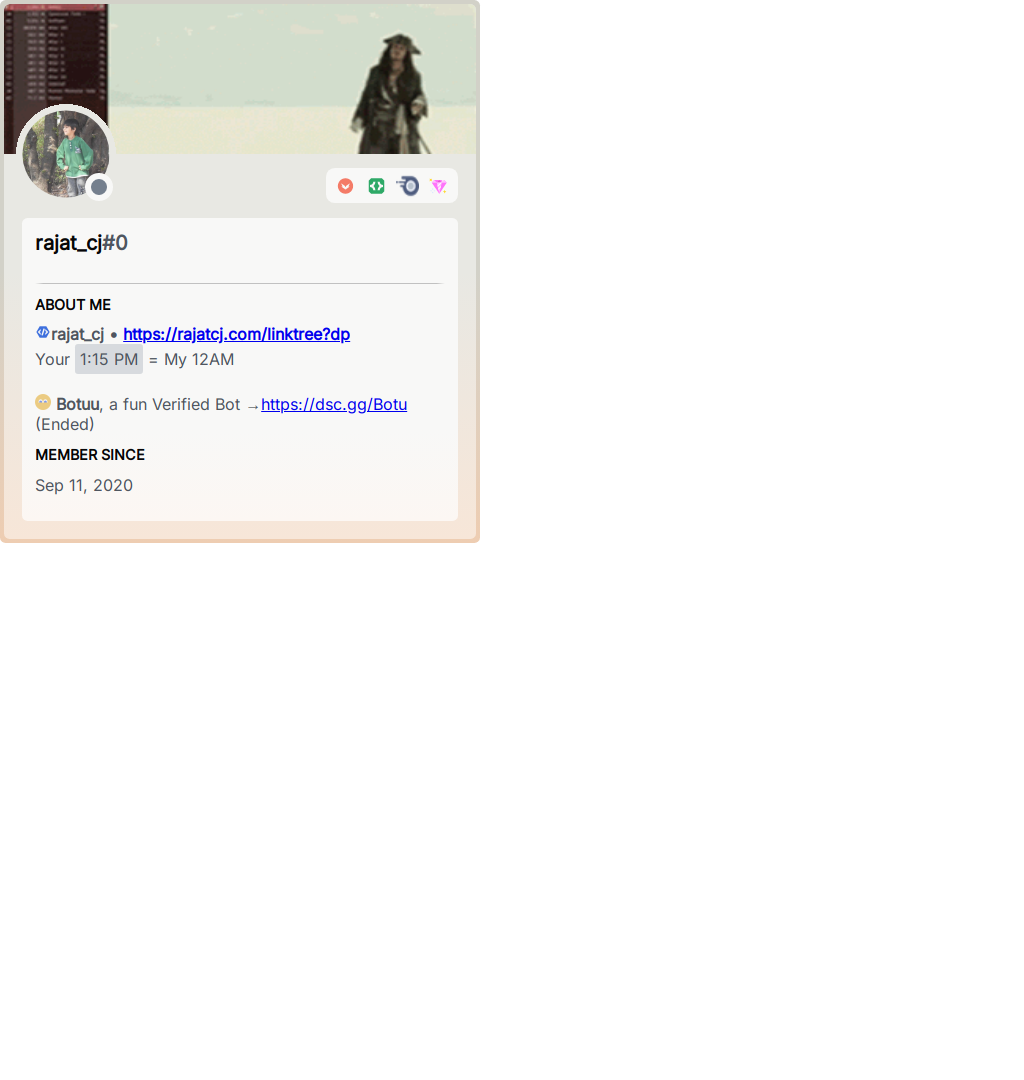 rajat_cj#0
ABOUT ME
rajat_cj • https://rajatcj.com/linktree?dp
Your 1:15 PM = My 12AM
Botuu, a fun Verified Bot →https://dsc.gg/Botu
(Ended)
MEMBER SINCE
Sep 11, 2020